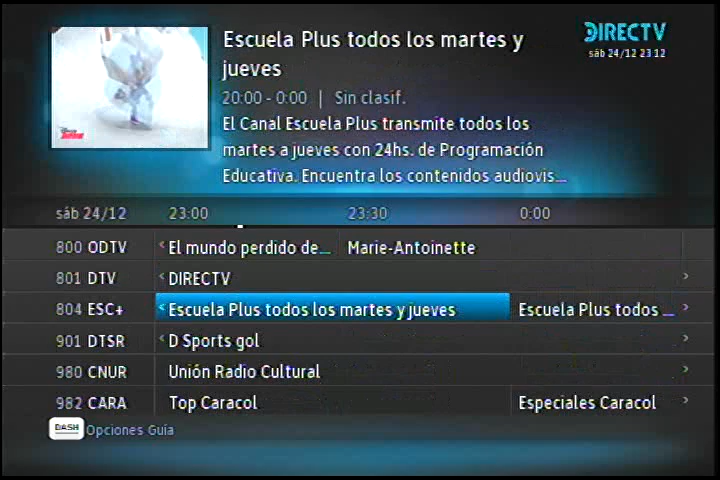 Escuela Plus todos los martes y
jueves
DIRECTV
sáb 24/12 23 12
20:00 - 0:00 | Sin clasif.
El Canal Escuela Plus transmite todos los
martes a jueves con 24hs. de Programación
Educativa. Encuentra los contenidos audiovis...
Disney Junior
sáb 24/12 23:00 23:30 0:00
800 ODTV < El mundo perdido de... Marie-Antoinette
801 DTV < DIRECTV >
804 ESC+ < Escuela Plus todos los martes y jueves Escuela Plus todos ... >
901 DTSR < D Sports gol >
980 CNUR Unión Radio Cultural >
982 CARA Top Caracol Especiales Caracol >
DASH Opciones Guía